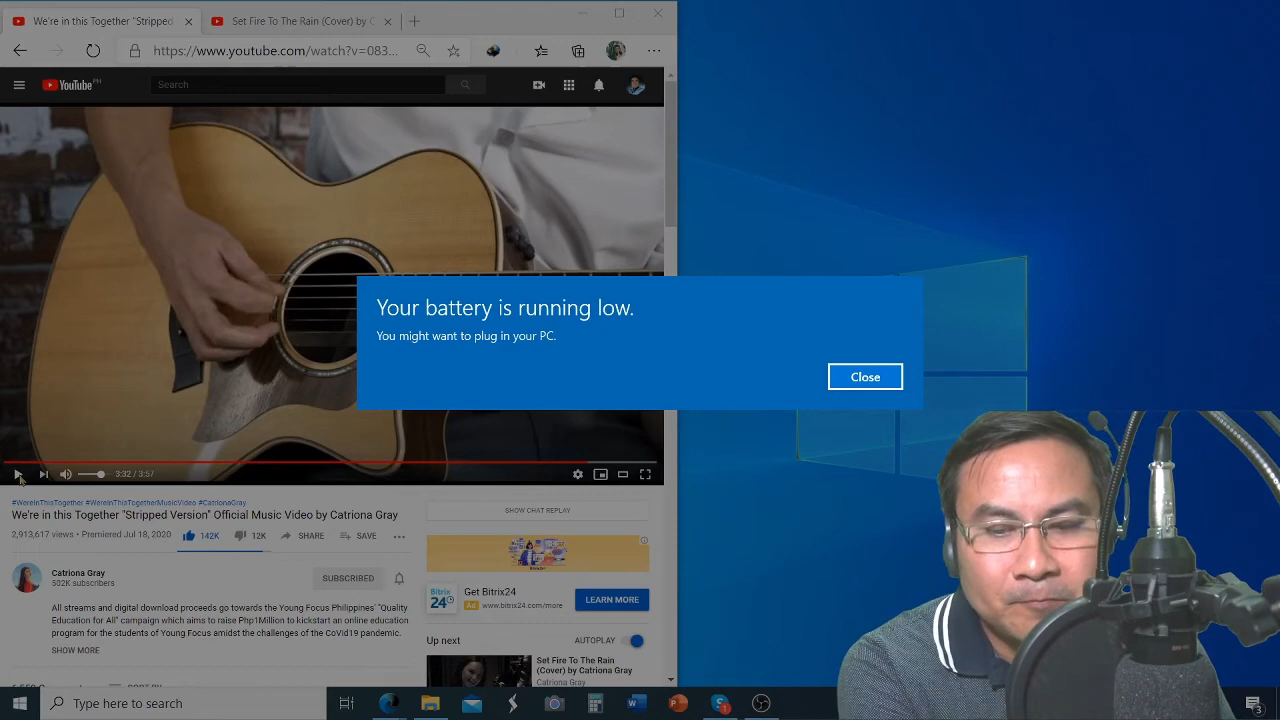 We're in this Together "Stripped
Set Fire To The Rain (Cover) by C
https://www.youtube.com/watch?v=083...
YouTube PH
Search
Your battery is running low.
You might want to plug in your PC.
Close
3:32 / 3:57
#WereInThisTogether #WereInThisTogetherMusicVideo #CatrionaGray
We're in this Together "Stripped Version" Official Music Video by Catriona Gray
2,913,627 views • Premiered Jul 18, 2020
142K
12K
SHARE
SAVE
Catriona Gray
502K subscribers
SUBSCRIBED
All streams and digital download proceeds go towards the Young Focus Philippines' "Quality
Education for All" campaign which aims to raise Php1Million to kickstart an online education
program for the students of Young Focus amidst the challenges of the CoVid19 pandemic.
SHOW MORE
SHOW CHAT REPLAY
Bitrix
24
Get Bitrix24
Ad www.bitrix24.com/more
LEARN MORE
Up next
AUTOPLAY
Set Fire To The Rain
(Cover) by Catriona Gray
Catriona Gray
Type here to search
3